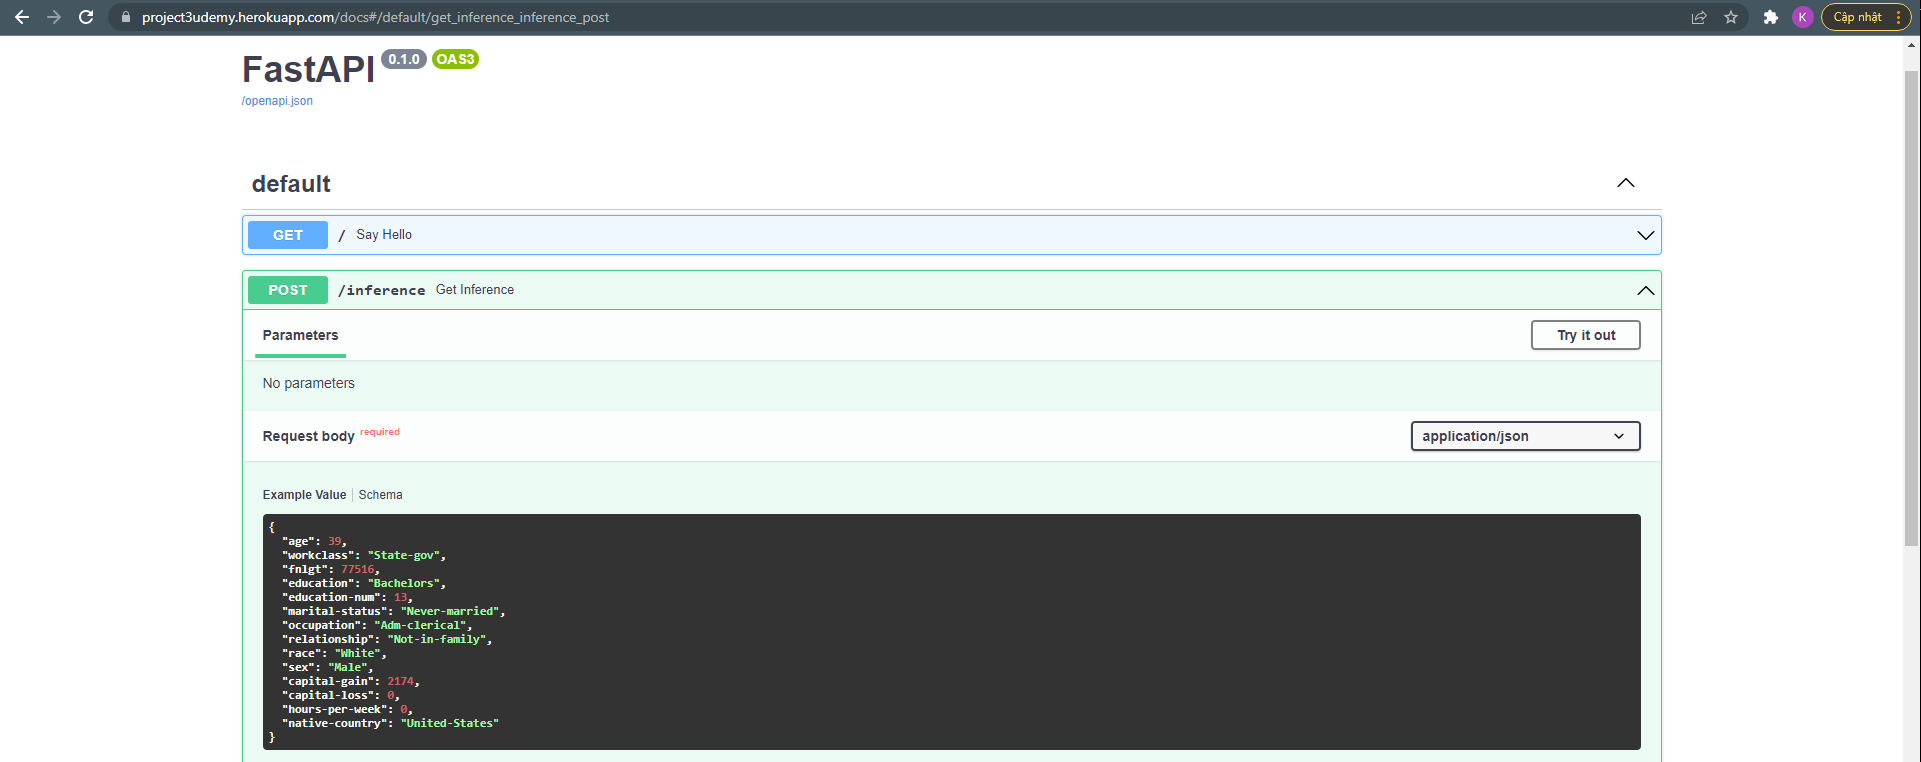 project3udemy.herokuapp.com/docs#/default/get_inference_inference_post
K
Cập nhật
FastAPI 0.1.0 OAS3
/openapi.json
default
GET / Say Hello
POST /inference Get Inference
Parameters
Try it out
No parameters
Request body required
application/json
Example Value | Schema
{
"age": 39,
"workclass": "State-gov",
"fnlgt": 77516,
"education": "Bachelors",
"education-num": 13,
"marital-status": "Never-married",
"occupation": "Adm-clerical",
"relationship": "Not-in-family",
"race": "White",
"sex": "Male",
"capital-gain": 2174,
"capital-loss": 0,
"hours-per-week": 0,
"native-country": "United-States"
}